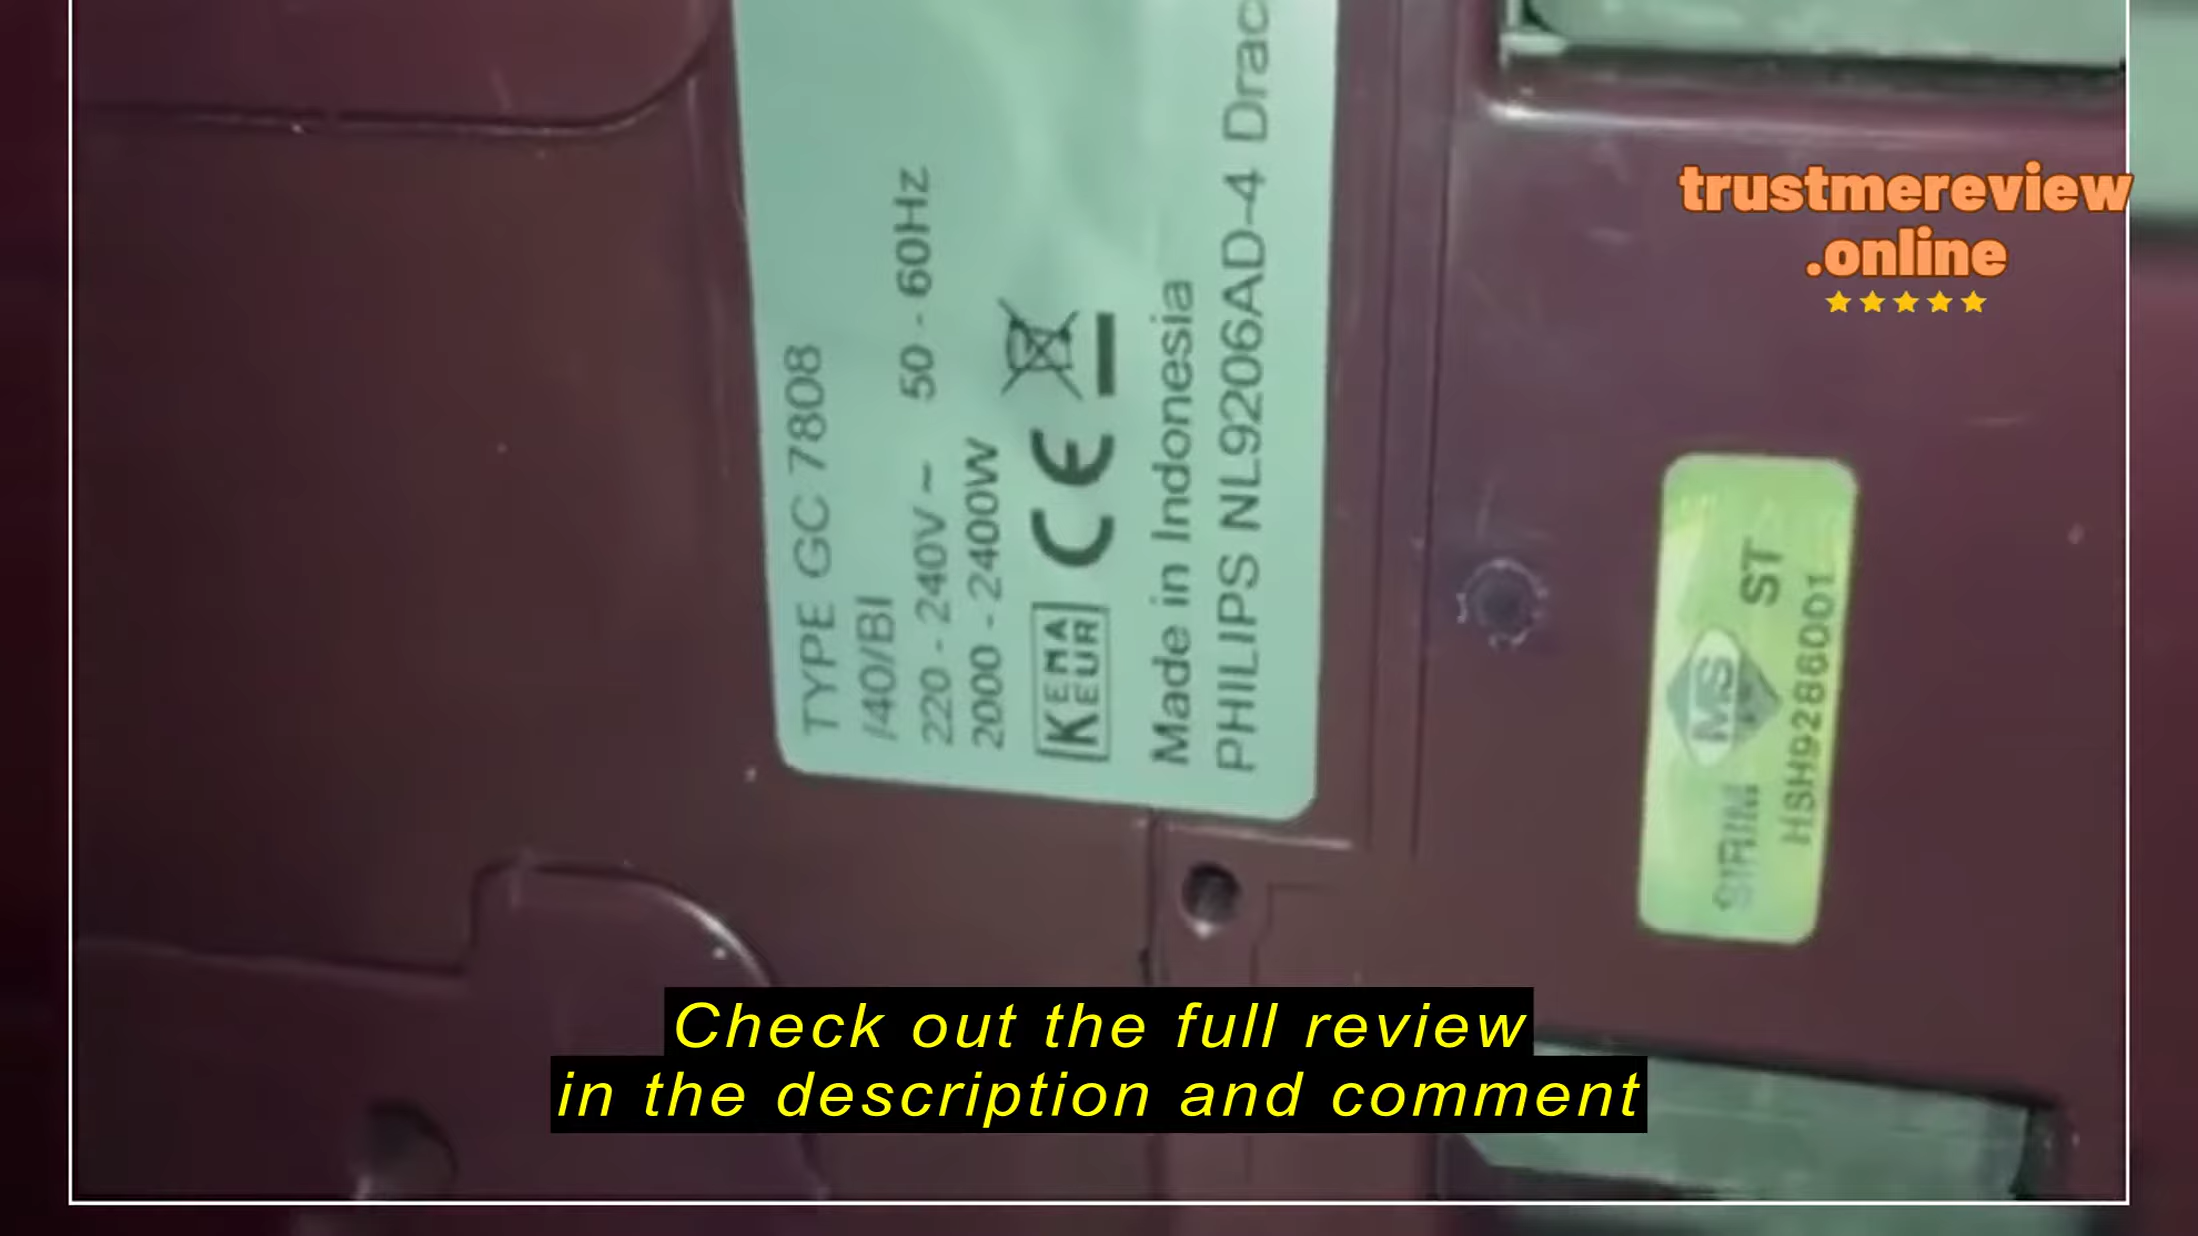 TYPE GC 7808
/40/BI
220 - 240V ~ 50 - 60Hz
2000 - 2400W
KEMA
KEUR
CE
Made in Indonesia
PHILIPS NL9206AD-4 Drac
SIRIM MS ST
HSH9286001
trustmereview
.online
Check out the full review
in the description and comment